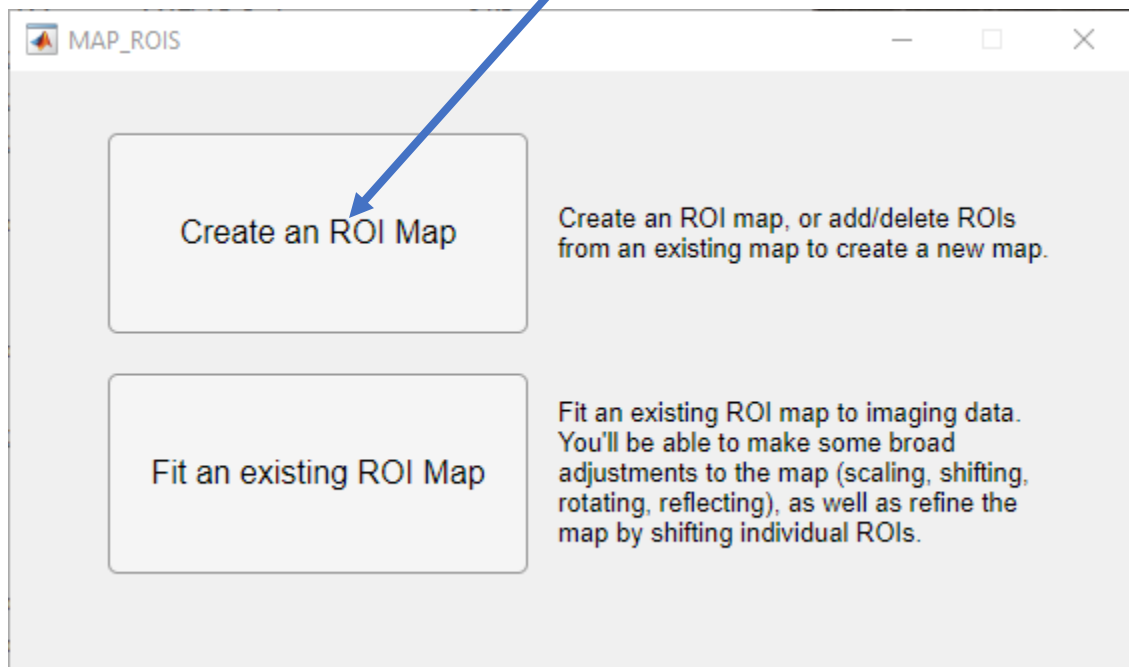 MAP_ROIS
Create an ROI Map
Create an ROI map, or add/delete ROIs
from an existing map to create a new map.
Fit an existing ROI Map
Fit an existing ROI map to imaging data.
You'll be able to make some broad
adjustments to the map (scaling, shifting,
rotating, reflecting), as well as refine the
map by shifting individual ROIs.